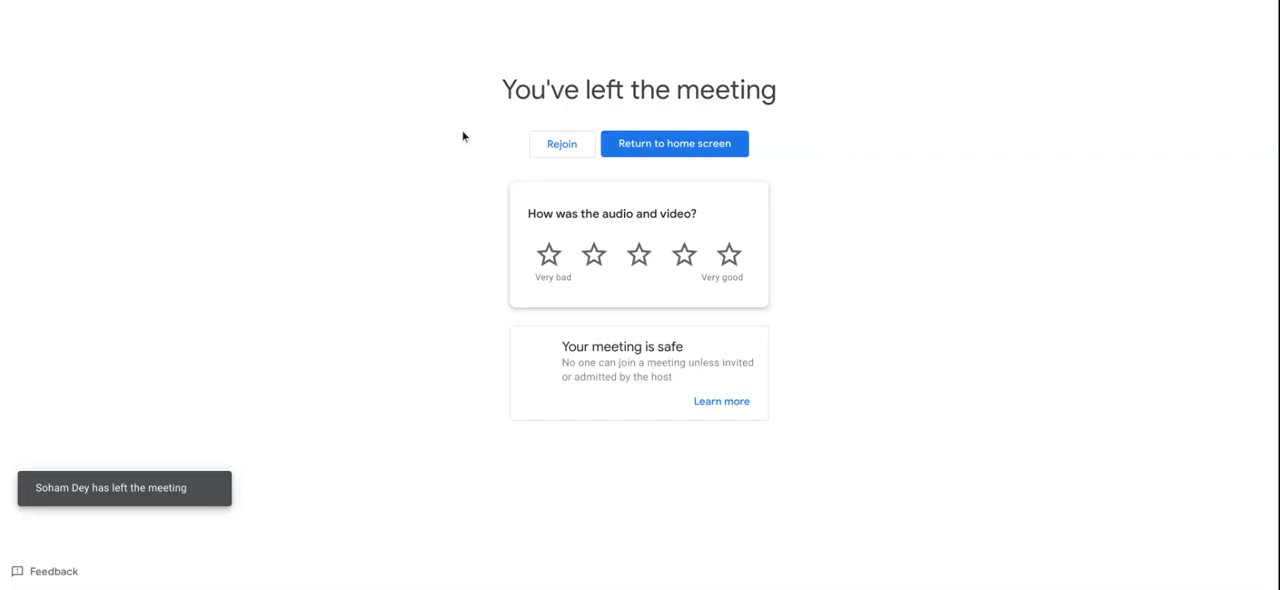 You've left the meeting
Rejoin
Return to home screen
How was the audio and video?
Very bad
Very good
Your meeting is safe
No one can join a meeting unless invited
or admitted by the host
Learn more
Soham Dey has left the meeting
Feedback